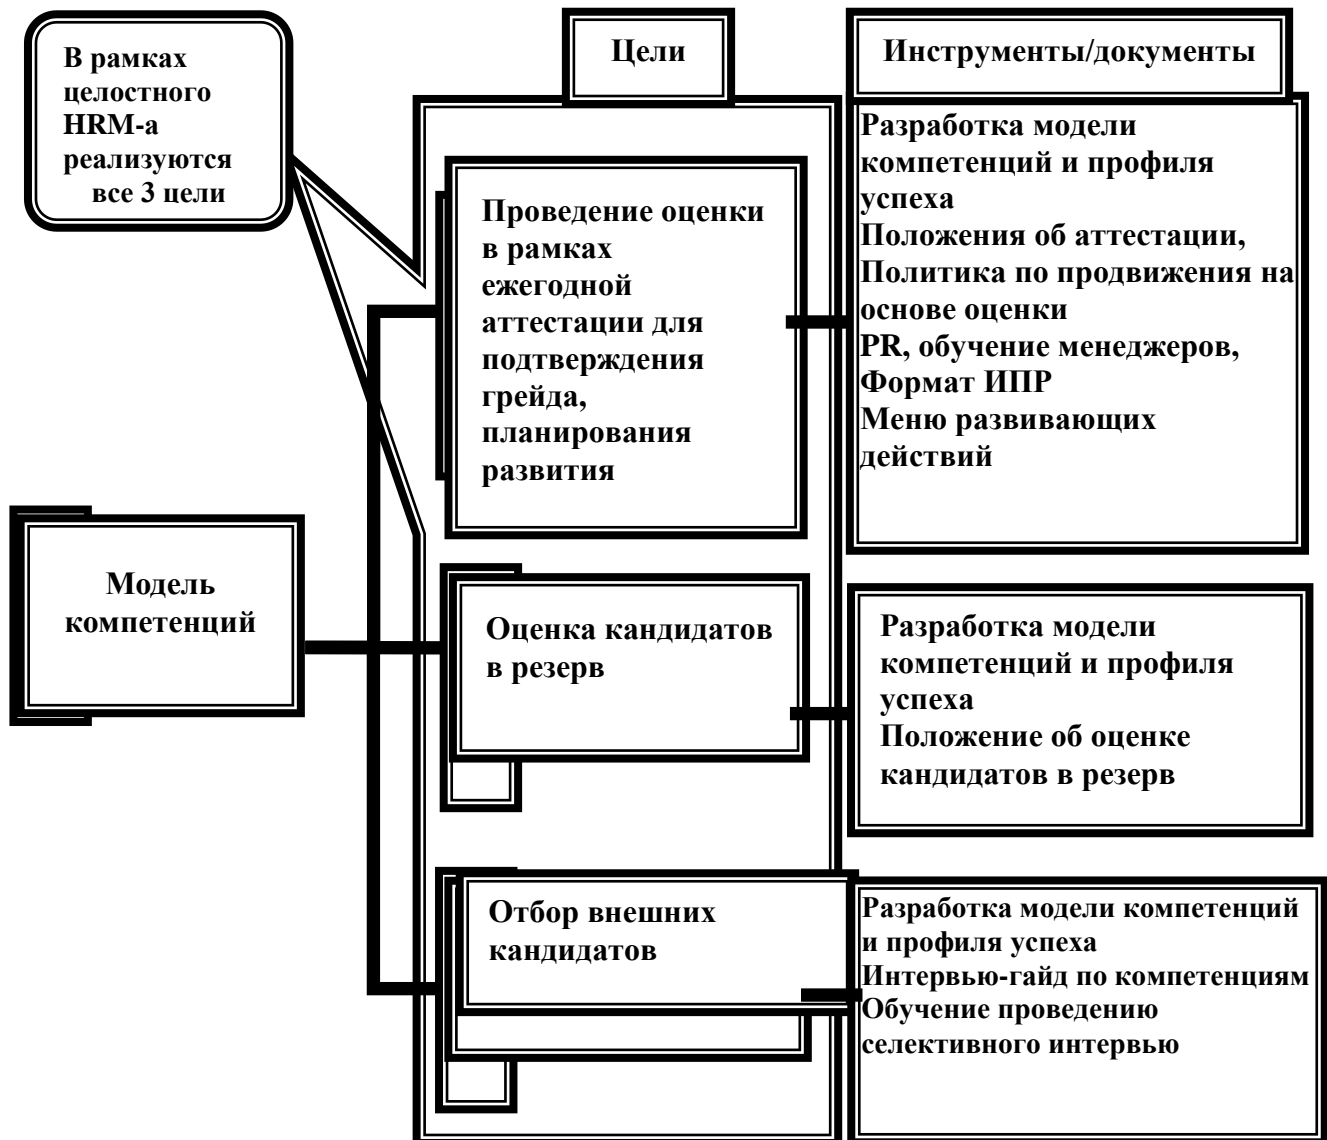 В рамках
целостного
HRM-а
реализуются
все 3 цели
Цели
Инструменты/документы
Проведение оценки
в рамках
ежегодной
аттестации для
подтверждения
грейда,
планирования
развития
Разработка модели
компетенций и профиля
успеха
Положения об аттестации,
Политика по продвижения на
основе оценки
PR, обучение менеджеров,
Формат ИПР
Меню развивающих
действий
Модель
компетенций
Оценка кандидатов
в резерв
Разработка модели
компетенций и профиля
успеха
Положение об оценке
кандидатов в резерв
Отбор внешних
кандидатов
Разработка модели компетенций
и профиля успеха
Интервью-гайд по компетенциям
Обучение проведению
селективного интервью